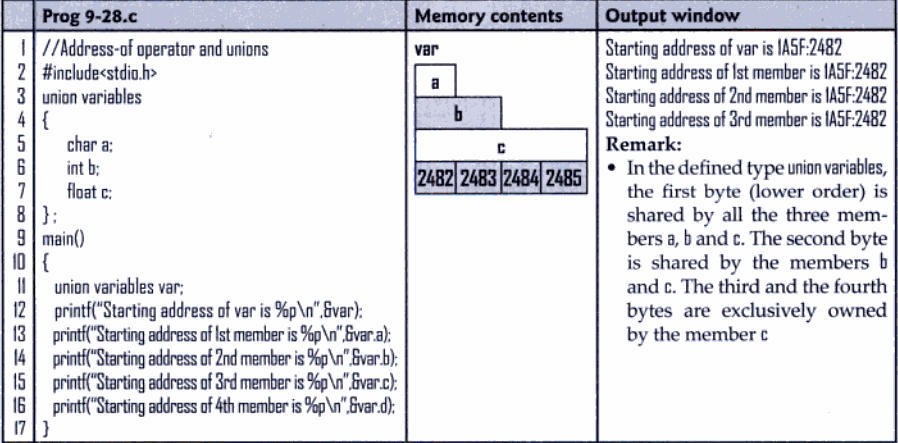 Prog 9-28.c
Memory contents
Output window
1 //Address-of operator and unions
2 #include<stdio.h>
3 union variables
4 {
5 char a;
6 int b;
7 float c;
8 };
9 main()
10 {
11 union variables var;
12 printf("Starting address of var is %p\n",&var);
13 printf("Starting address of 1st member is %p\n",&var.a);
14 printf("Starting address of 2nd member is %p\n",&var.b);
15 printf("Starting address of 3rd member is %p\n",&var.c);
16 printf("Starting address of 4th member is %p\n",&var.d);
17 }
var
a
b
c
2482 2483 2484 2485
Starting address of var is 1A5F:2482
Starting address of 1st member is 1A5F:2482
Starting address of 2nd member is 1A5F:2482
Starting address of 3rd member is 1A5F:2482
Remark:
• In the defined type union variables,
the first byte (lower order) is
shared by all the three mem-
bers a, b and c. The second byte
is shared by the members b
and c. The third and the fourth
bytes are exclusively owned
by the member c